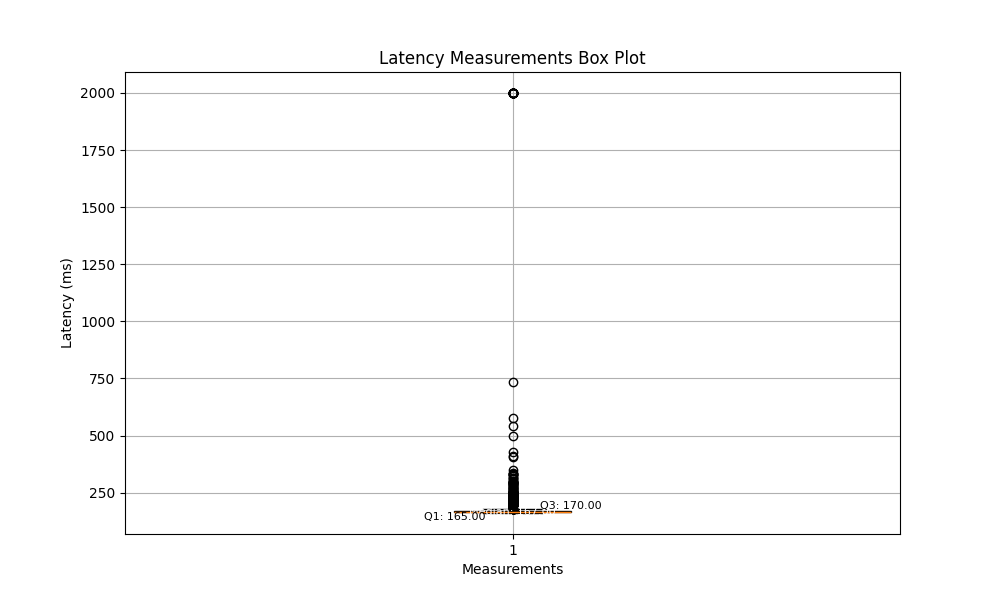 Latency Measurements Box Plot
2000
1750
1500
1250
1000
750
500
250
Latency (ms)
Q3: 170.00
Q1: 165.00
1
Measurements